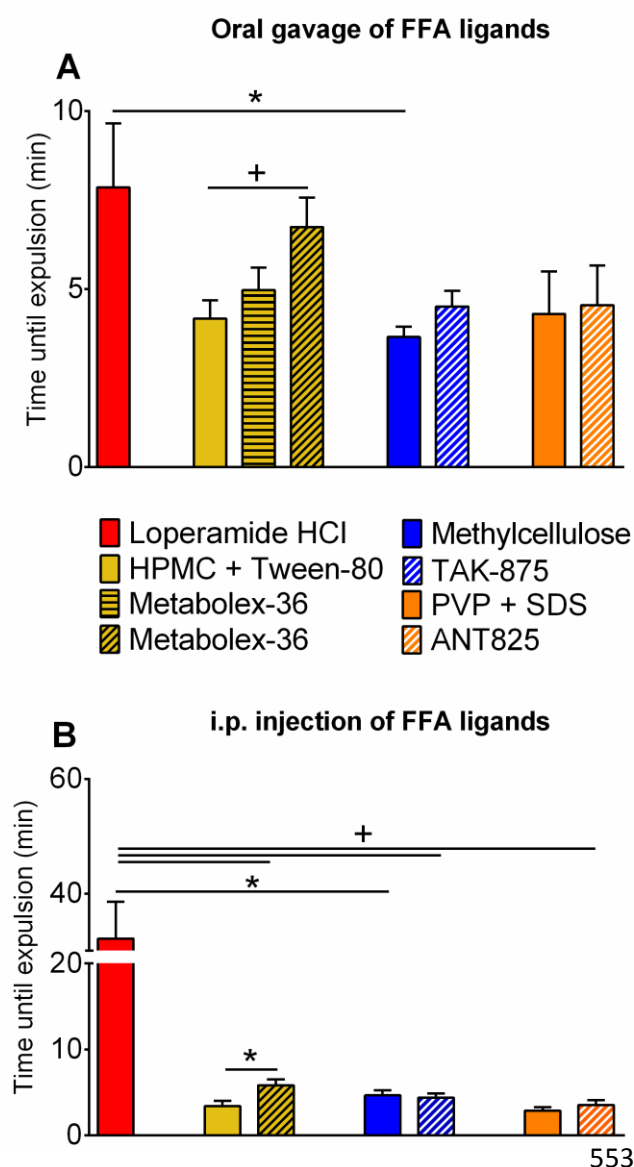 Oral gavage of FFA ligands
A
Time until expulsion (min)
10
5
0
*
+
Loperamide HCl
HPMC + Tween-80
Metabolex-36
Metabolex-36
Methylcellulose
TAK-875
PVP + SDS
ANT825
i.p. injection of FFA ligands
B
Time until expulsion (min)
60
40
20
10
0
+
*
*
553